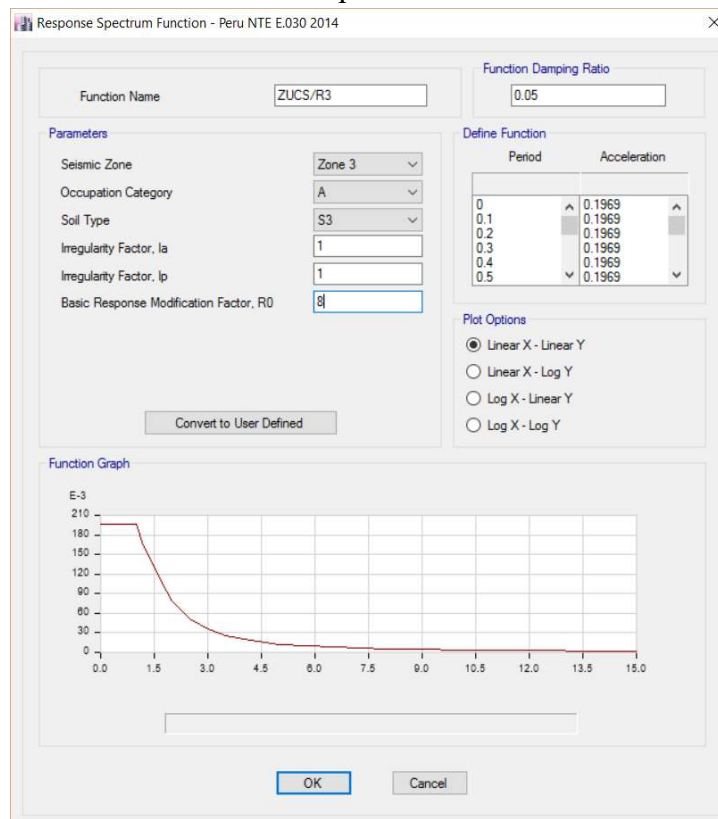 Response Spectrum Function - Peru NTE E.030 2014
Function Damping Ratio
Function Name ZUCS/R3 0.05
Parameters Define Function
Seismic Zone Zone 3 Period Acceleration
Occupation Category A
Soil Type S3
Irregularity Factor, Ia 1
Irregularity Factor, Ip 1
Basic Response Modification Factor, R0 8
0 0.1969
0.1 0.1969
0.2 0.1969
0.3 0.1969
0.4 0.1969
0.5 0.1969
Plot Options
Linear X - Linear Y
Linear X - Log Y
Log X - Linear Y
Log X - Log Y
Convert to User Defined
Function Graph
E-3
210
180
150
120
90
60
30
0
0.0 1.5 3.0 4.5 6.0 7.5 9.0 10.5 12.0 13.5 15.0
OK Cancel